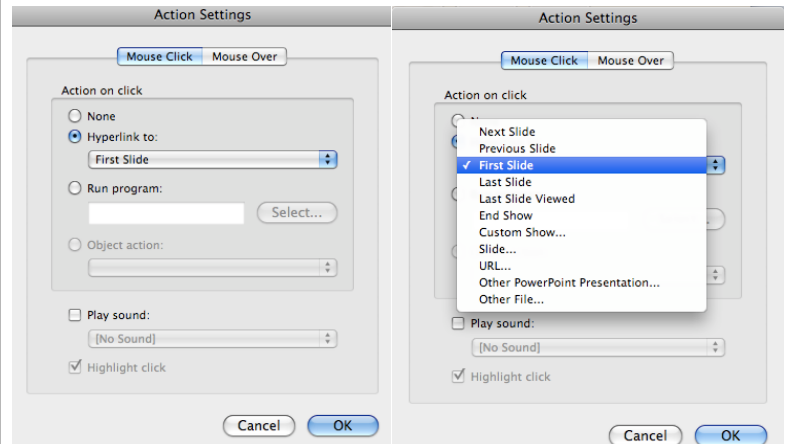 Action Settings
Mouse Click Mouse Over
Action on click
None
Hyperlink to:
First Slide
Run program:
Select...
Object action:
Play sound:
[No Sound]
Highlight click
Cancel OK
Action Settings
Mouse Click Mouse Over
Action on click
Next Slide
Previous Slide
First Slide
Last Slide
Last Slide Viewed
End Show
Custom Show...
Slide...
URL...
Other PowerPoint Presentation...
Other File...
Play sound:
[No Sound]
Highlight click
Cancel OK